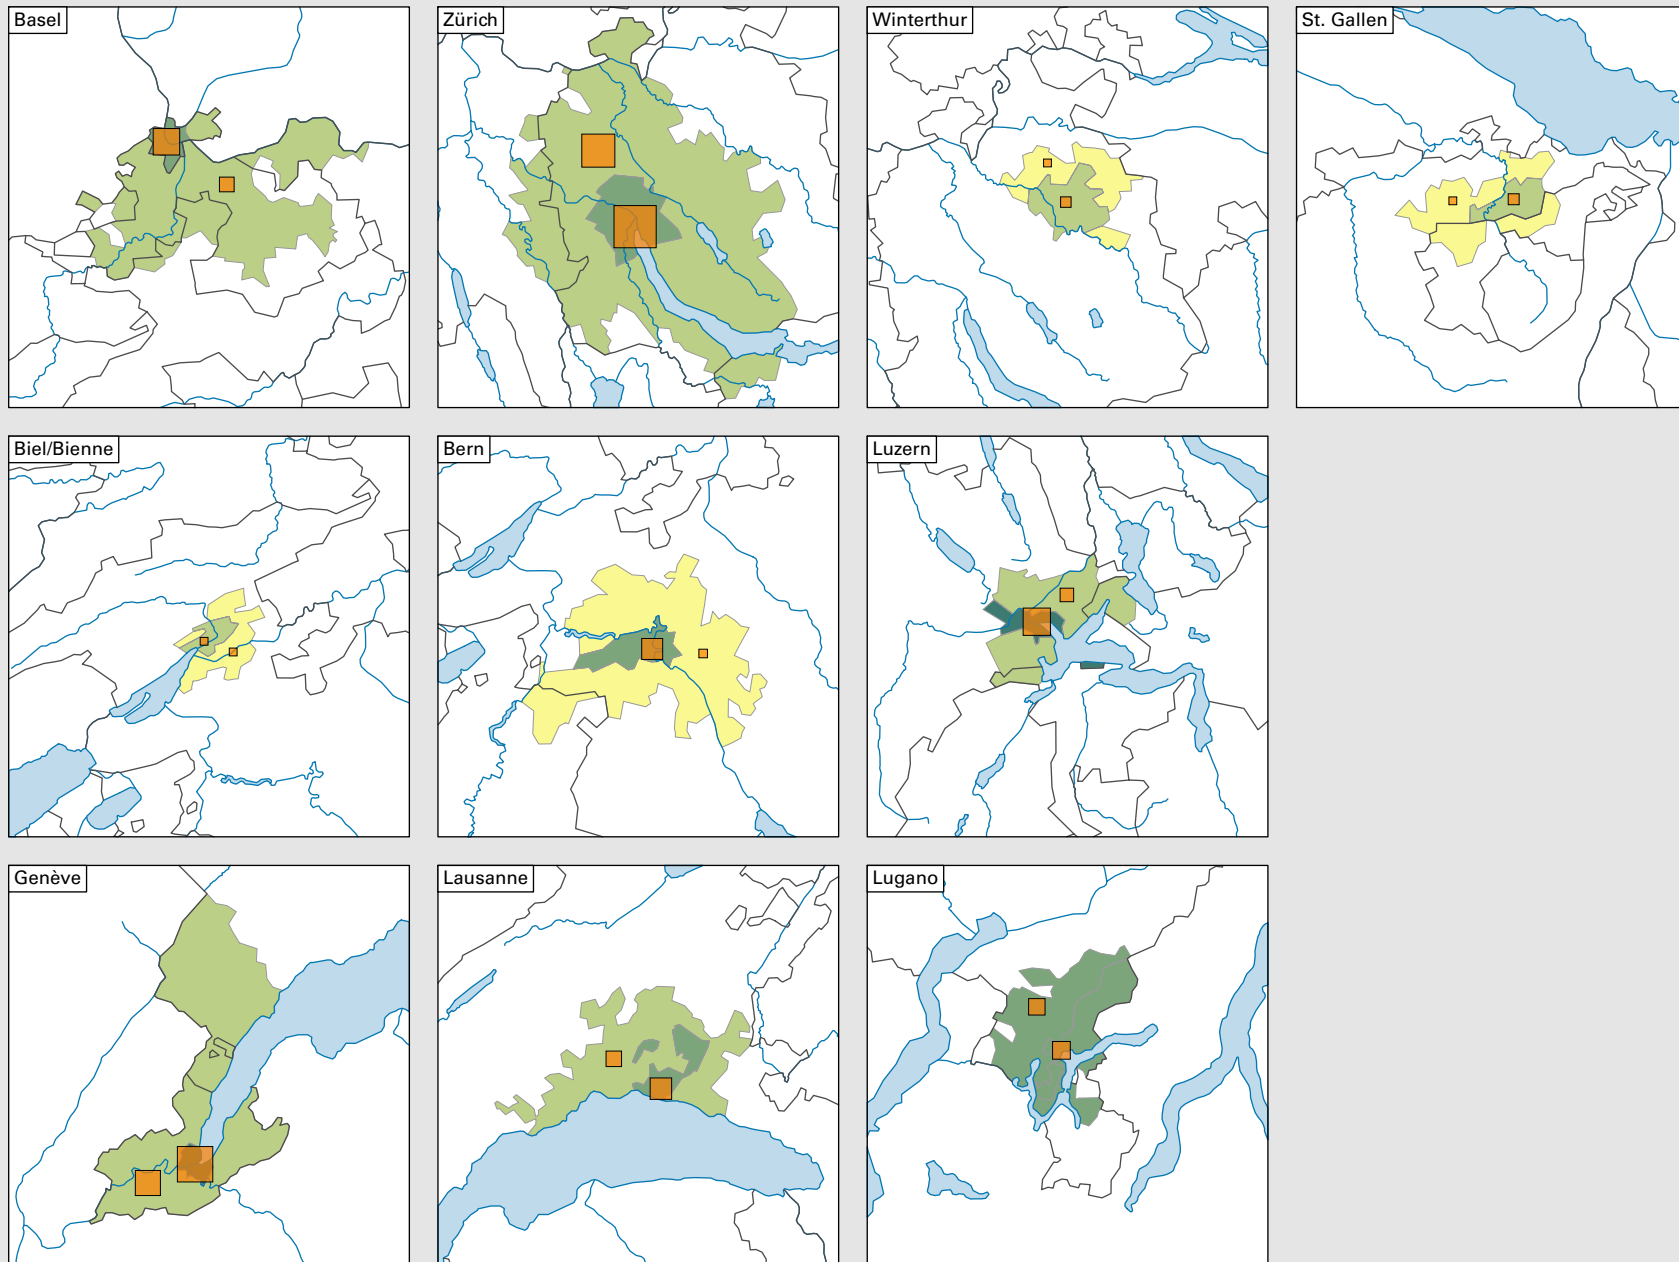 Basel
Zürich
Winterthur
St. Gallen
Biel/Bienne
Bern
Luzern
Genève
Lausanne
Lugano